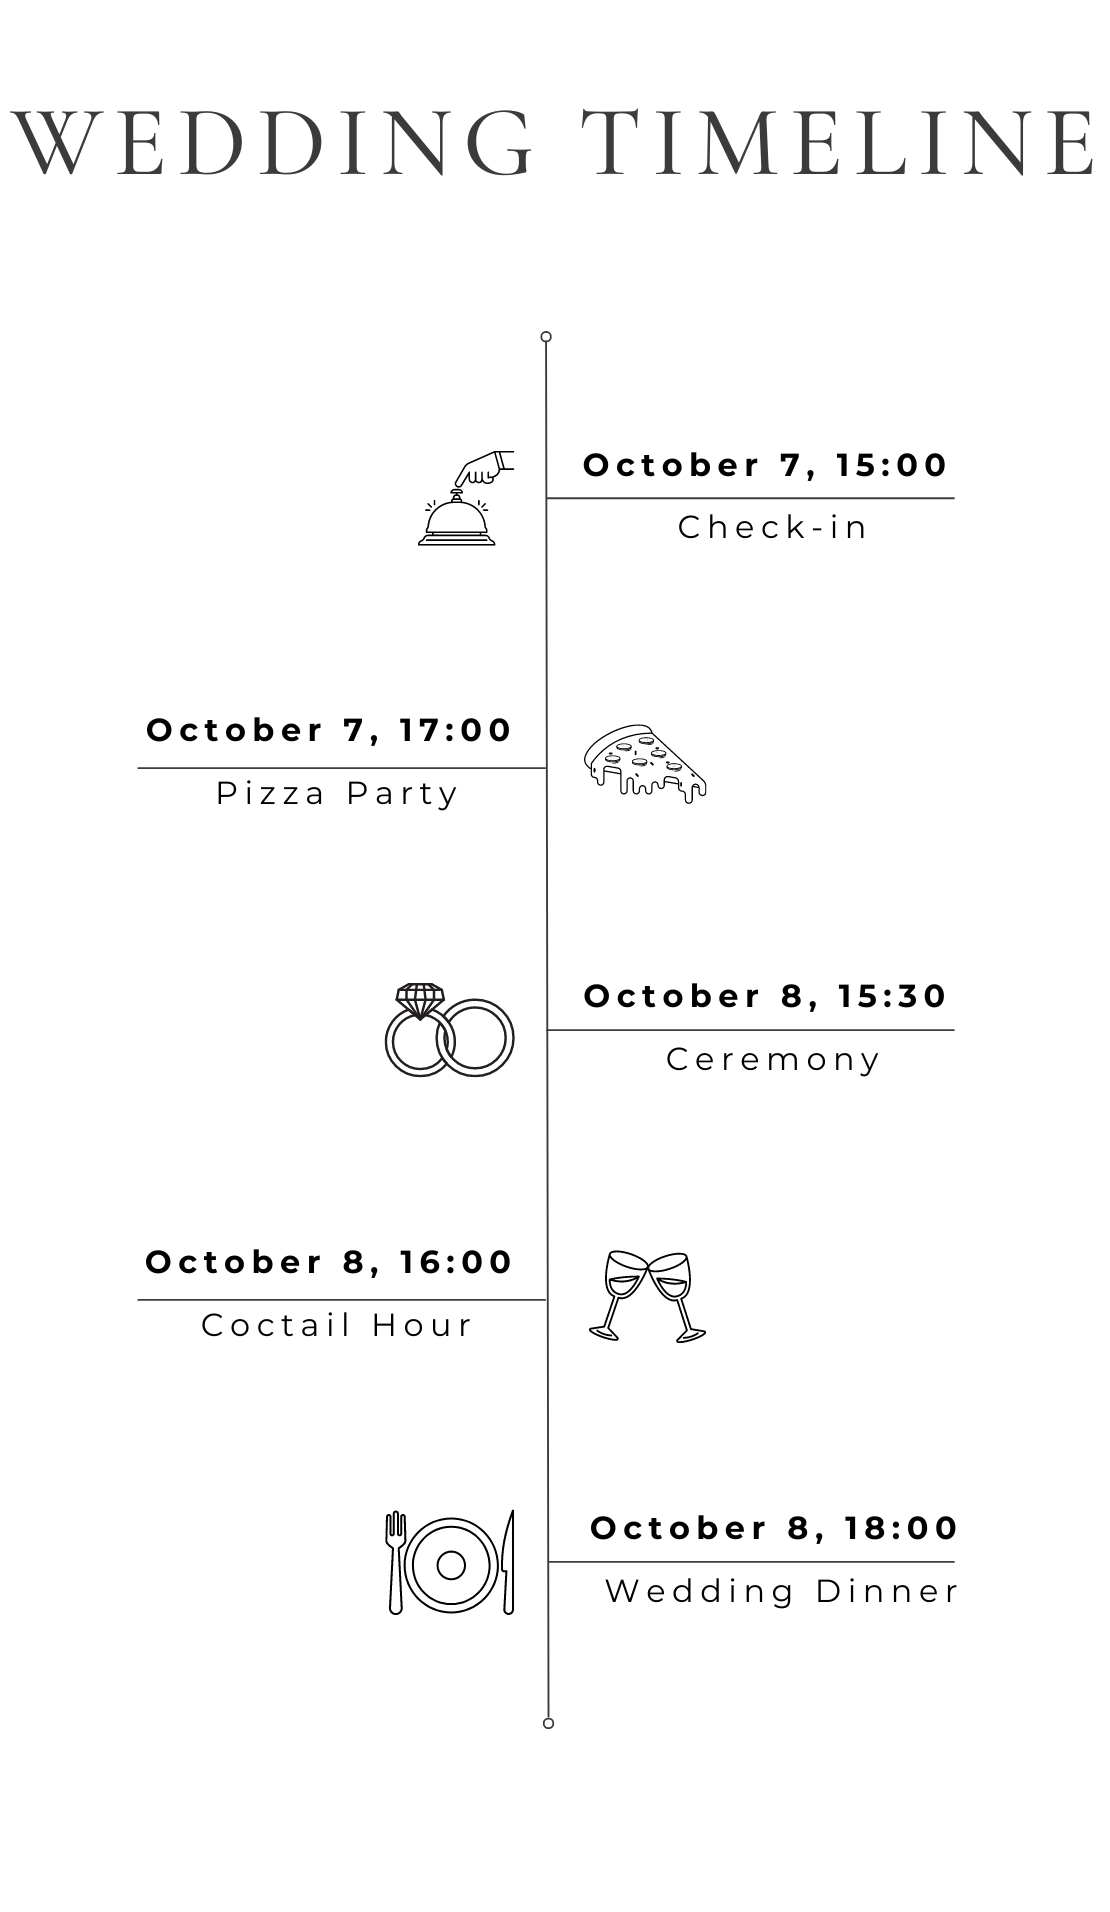 WEDDING TIMELINE
October 7, 15:00
Check-in
October 7, 17:00
Pizza Party
October 8, 15:30
Ceremony
October 8, 16:00
Coctail Hour
October 8, 18:00
Wedding Dinner